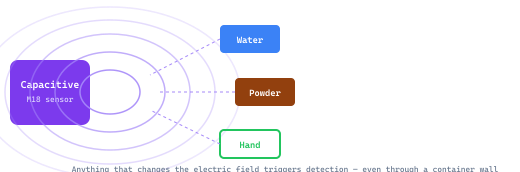 Water
Capacitive
M18 sensor
Powder
Hand
Anything that changes the electric field triggers detection — even through a container wall